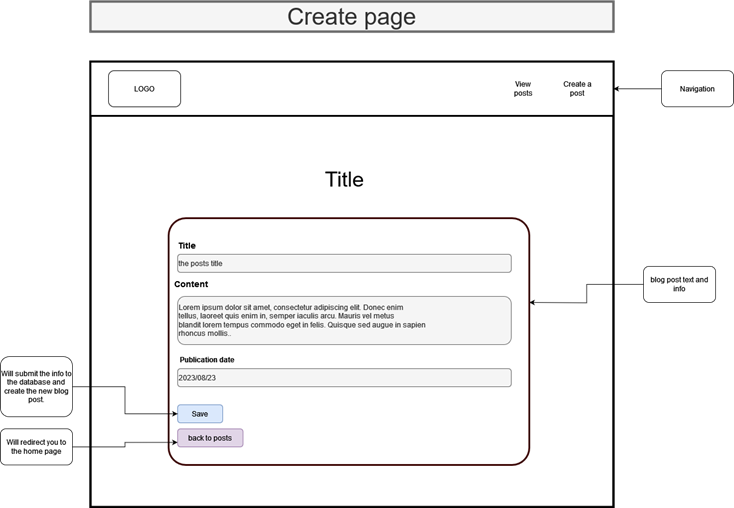 Create page
LOGO
View
posts
Create a
post
Navigation
Title
Title
the posts title
Content
Lorem ipsum dolor sit amet, consectetur adipiscing elit. Donec enim
tellus, laoreet quis enim in, semper iaculis arcu. Mauris vel metus
blandit lorem tempus commodo eget in felis. Quisque sed augue in sapien
rhoncus mollis..
blog post text and
info
Publication date
2023/08/23
Will submit the info to
the database and
create the new blog
post.
Save
Will redirect you to
the home page
back to posts